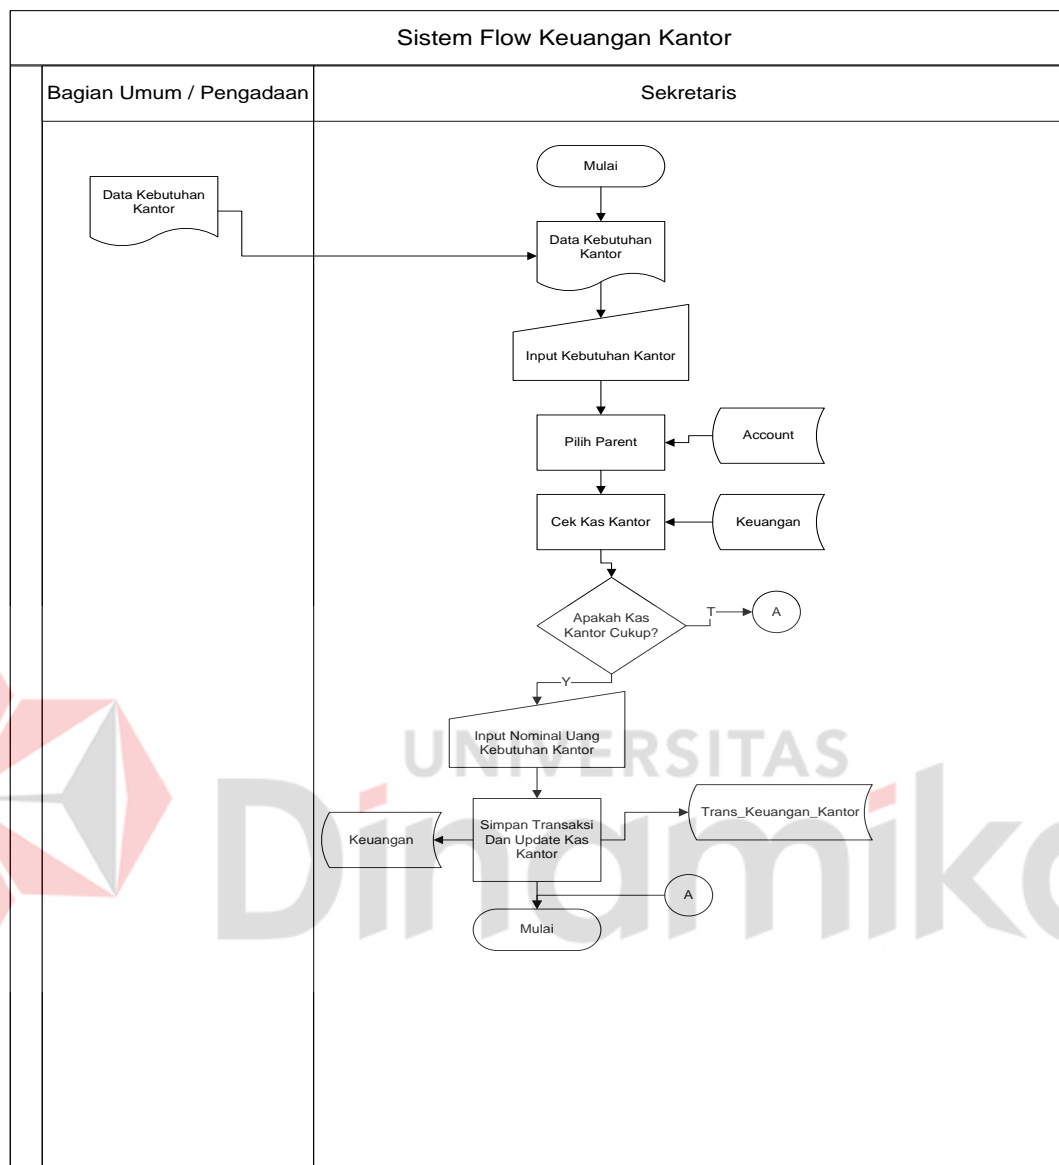 Sistem Flow Keuangan Kantor
Bagian Umum / Pengadaan
Sekretaris
Mulai
Data Kebutuhan
Kantor
Data Kebutuhan
Kantor
Input Kebutuhan Kantor
Pilih Parent
Account
Cek Kas Kantor
Keuangan
Apakah Kas
Kantor Cukup?
T
A
Y
Input Nominal Uang
Kebutuhan Kantor
UNIVERSITAS
Dinamika
Simpan Transaksi
Dan Update Kas
Kantor
Keuangan
Trans_Keuangan_Kantor
A
Mulai